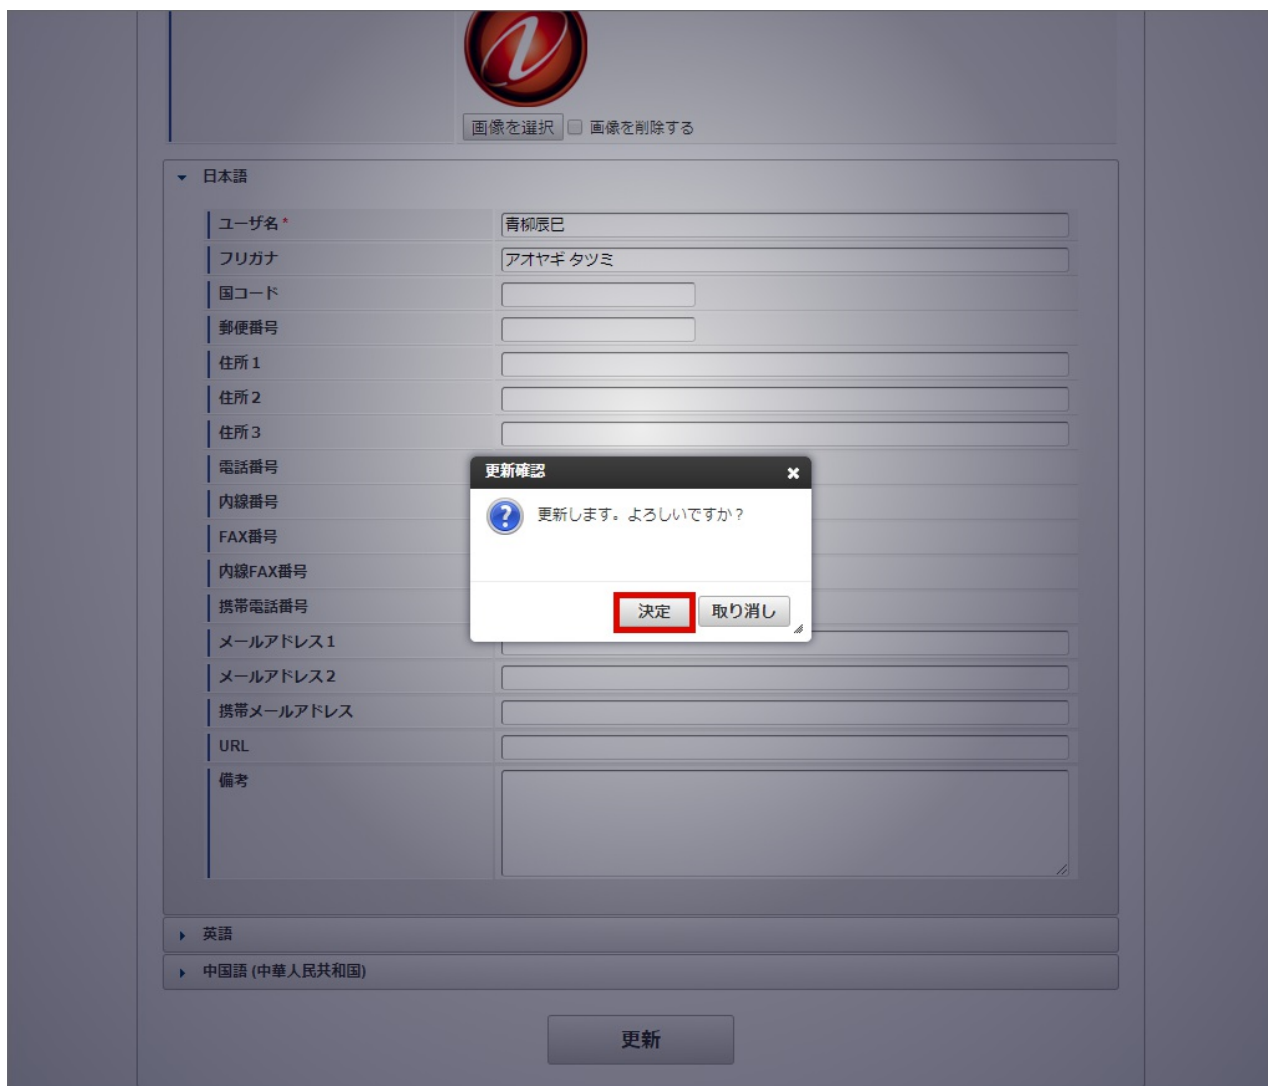 画像を選択 画像を削除する
日本語
ユーザ名* 青柳辰巳
フリガナ アオヤギ タツミ
国コード
郵便番号
住所1
住所2
住所3
電話番号
内線番号
FAX番号
内線FAX番号
携帯電話番号
メールアドレス1
メールアドレス2
携帯メールアドレス
URL
備考
更新確認
更新します。よろしいですか?
決定 取り消し
英語
中国語 (中華人民共和国)
更新